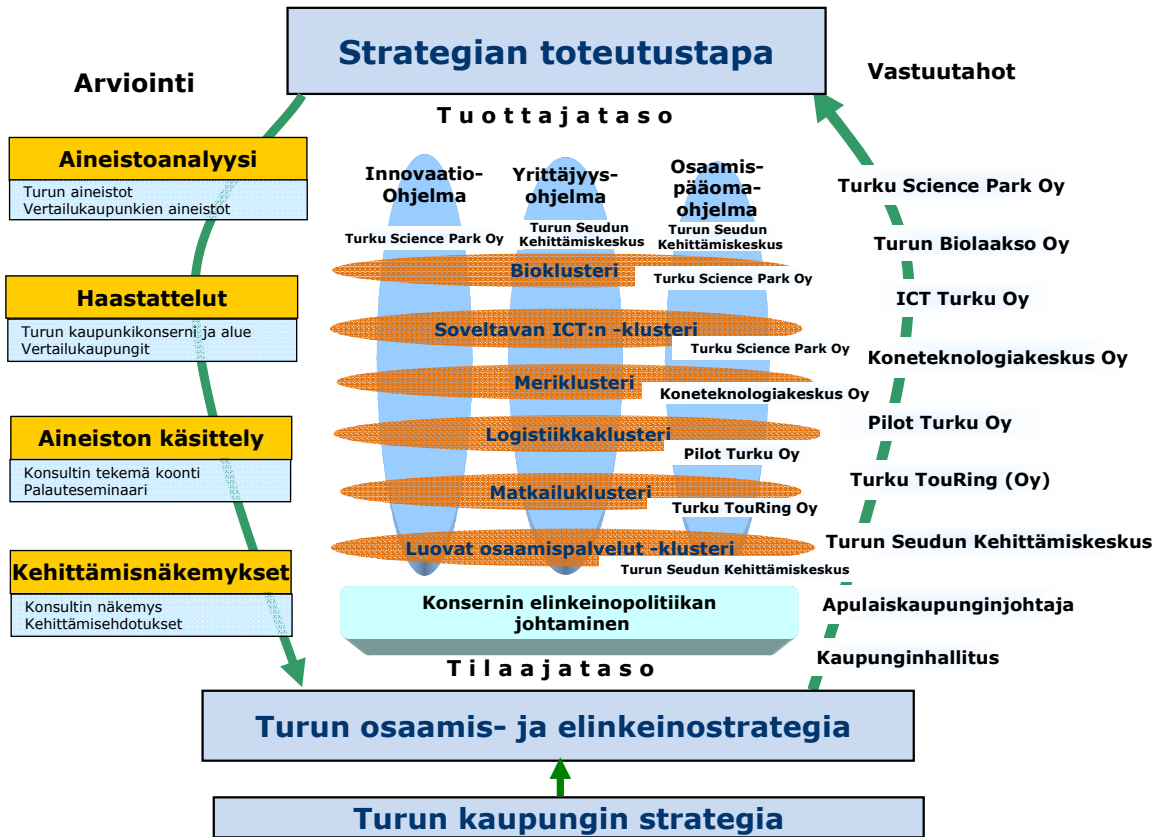 Strategian toteutustapa
Arviointi
Vastuutahot
Tuottajataso
Aineistoanalyysi
Turun aineistot
Vertailukaupunkien aineistot
Haastattelut
Turun kaupunkikonserni ja alue
Vertailukaupungit
Aineiston käsittely
Konsultin tekemä koonti
Palauteseminaari
Kehittämisnäkemykset
Konsultin näkemys
Kehittämisehdotukset
Innovaatio-
Ohjelma
Turku Science Park Oy
Yrittäjyys-
ohjelma
Turun Seudun
Kehittämiskeskus
Osaamis-
pääoma-
ohjelma
Turun Seudun
Kehittämiskeskus
Bioklusteri
Turku Science Park Oy
Soveltavan ICT:n -klusteri
Turku Science Park Oy
Meriklusteri
Koneteknologiakeskus Oy
Logistiikkaklusteri
Pilot Turku Oy
Matkailuklusteri
Turku TouRing Oy
Luovat osaamispalvelut -klusteri
Turun Seudun Kehittämiskeskus
Konsernin elinkeinopolitiikan
johtaminen
Tilaajataso
Turku Science Park Oy
Turun Biolaakso Oy
ICT Turku Oy
Koneteknologiakeskus Oy
Pilot Turku Oy
Turku TouRing (Oy)
Turun Seudun Kehittämiskeskus
Apulaiskaupunginjohtaja
Kaupunginhallitus
Turun osaamis- ja elinkeinostrategia
Turun kaupungin strategia